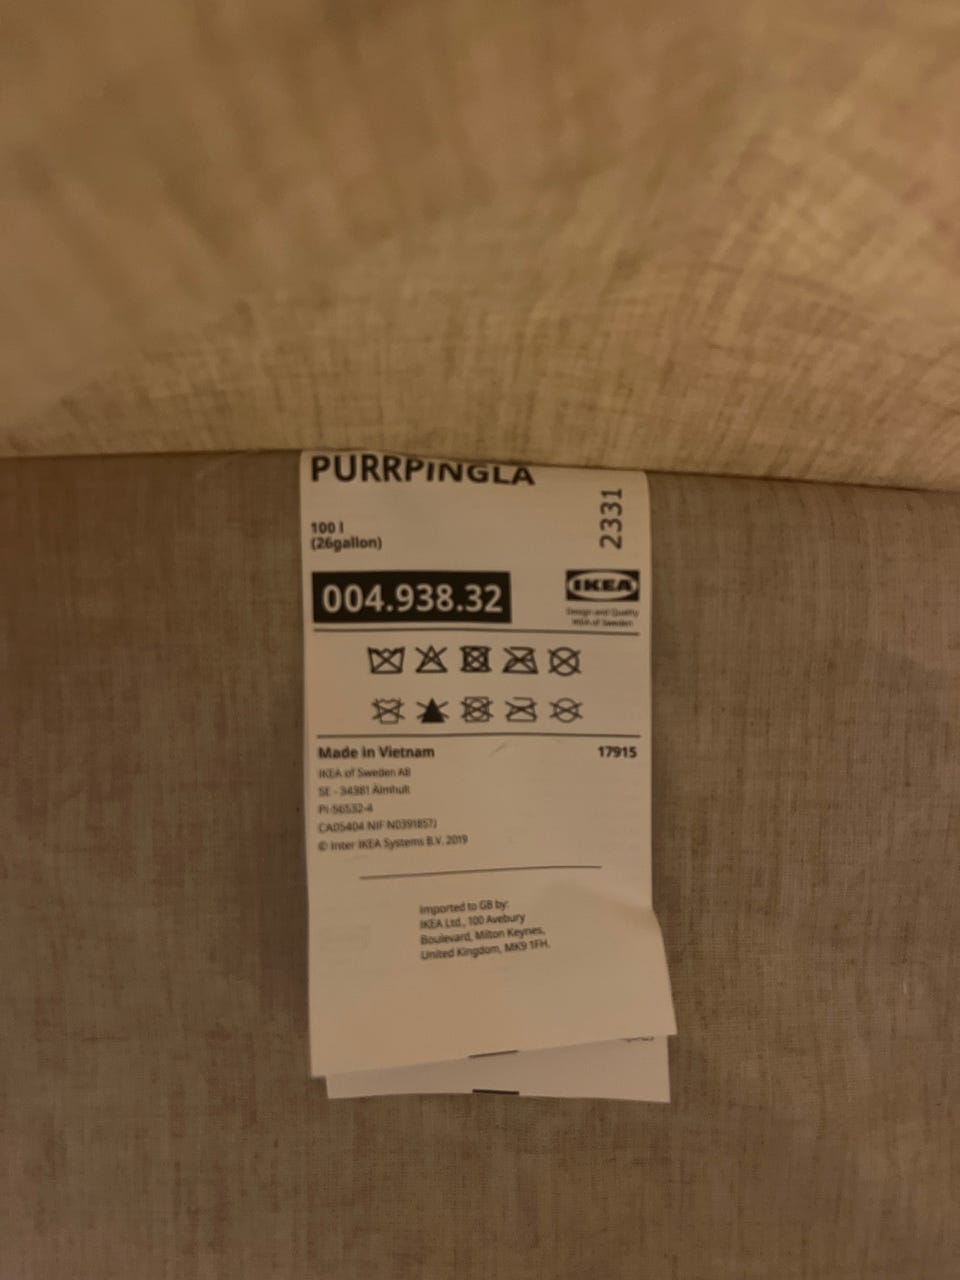 PURRPINGLA
2331
100 l
(26gallon)
004.938.32
IKEA
Design and Quality
IKEA of Sweden
Made in Vietnam
17915
IKEA of Sweden AB
SE - 34381 Älmhult
PI-56532-4
CA05404 NIF N0391857J
© Inter IKEA Systems B.V. 2019
Imported to GB by:
IKEA Ltd., 100 Avebury
Boulevard, Milton Keynes,
United Kingdom, MK9 1FH.